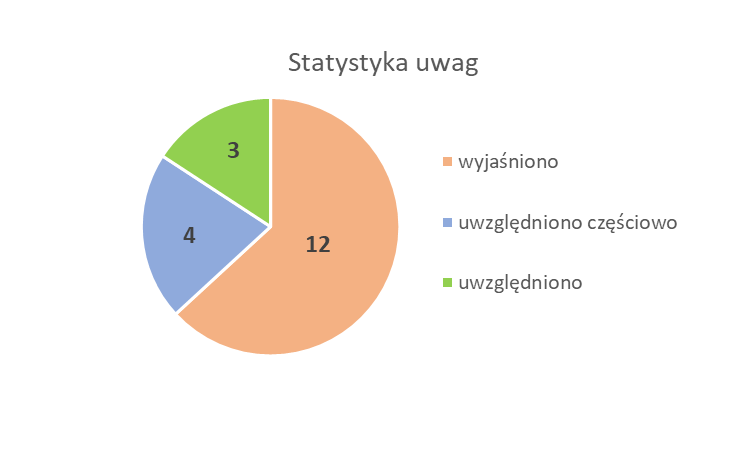 Statystyka uwag
3
wyjaśniono
uwzględniono częściowo
4
12
uwzględniono